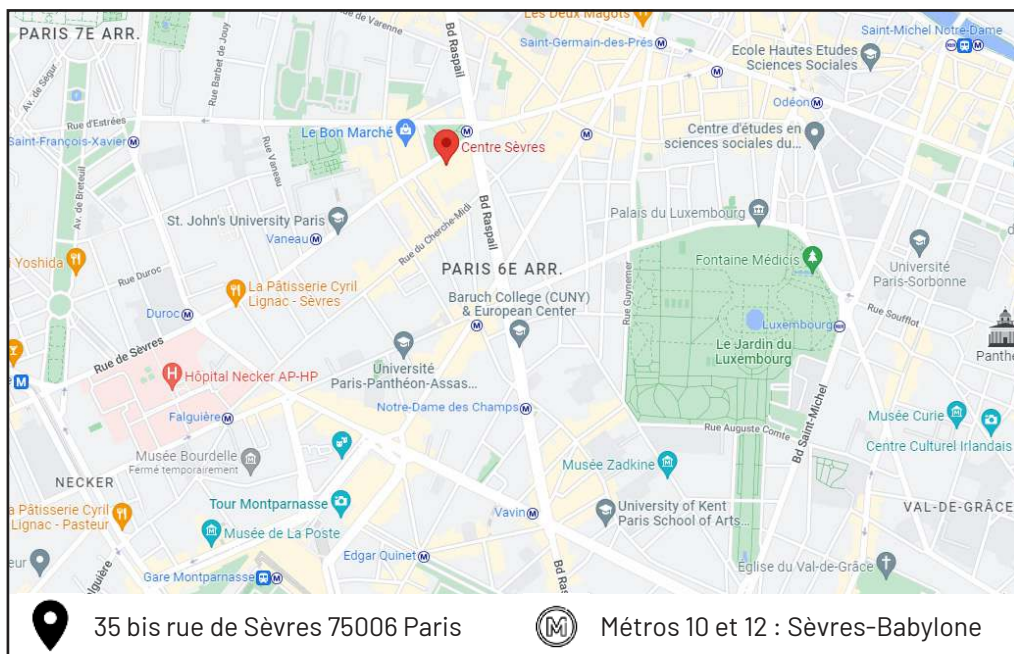 Rue de Varenne
Les Deux Magots
PARIS 7E ARR.
Bd Raspail
Saint-Germain-des-Prés
Saint-Michel Notre-Dame
Ecole Hautes Etudes
Sciences Sociales
Av. de Ségur
Rue Barbet de Jouy
Odéon
Rue d'Estrées
Le Bon Marché
Centre Sèvres
Centre d'études en
sciences sociales du...
Saint-François-Xavier
Rue Vaneau
Av. de Breteuil
Bd Raspail
St. John's University Paris
Vaneau
Rue du Cherche-Midi
Palais du Luxembourg
Yoshida
Rue Duroc
PARIS 6E ARR.
Fontaine Médicis
Université
Paris-Sorbonne
La Pâtisserie Cyril
Lignac - Sèvres
Baruch College (CUNY)
& European Center
Rue Guynemer
Duroc
Luxembourg
Rue Soufflot
Rue de Sèvres
Le Jardin du
Luxembourg
Panthé
Hôpital Necker AP-HP
Université
Paris-Panthéon-Assas...
Falguière
Notre-Dame des Champs
Musée Curie
Rue Auguste Comte
Bd Saint-Michel
Centre Culturel Irlandais
Musée Bourdelle
Fermé temporairement
Musée Zadkine
NECKER
Tour Montparnasse
a Pâtisserie Cyril
Lignac - Pasteur
Vavin
University of Kent
Paris School of Arts...
VAL-DE-GRÂCE
Musée de La Poste
eur
Edgar Quinet
Bd Ras
Église du Val-de-Grâce
Gare Montparnasse
alguière
35 bis rue de Sèvres 75006 Paris
M
Métros 10 et 12 : Sèvres-Babylone